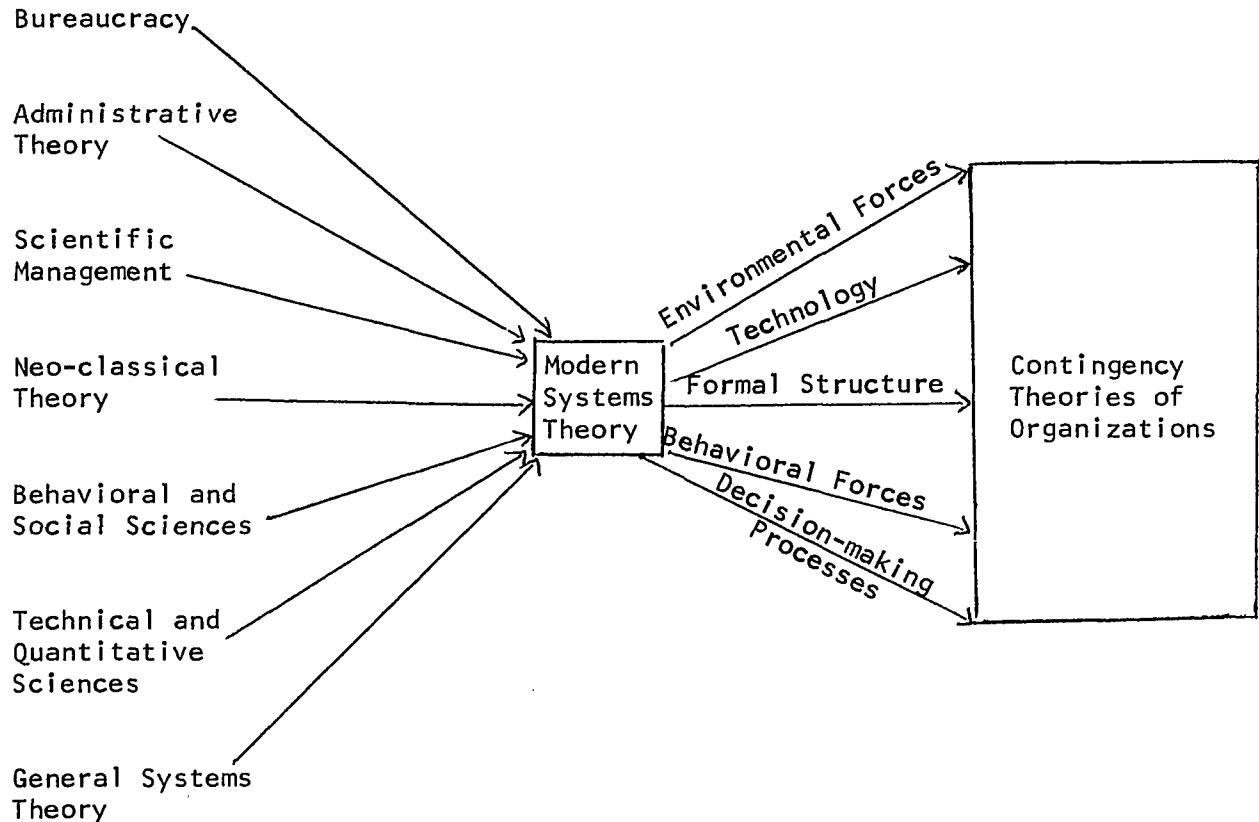 Bureaucracy
Administrative
Theory
Scientific
Management
Neo-classical
Theory
Behavioral and
Social Sciences
Technical and
Quantitative
Sciences
General Systems
Theory
Modern
Systems
Theory
Environmental Forces
Technology
Formal Structure
Behavioral Forces
Decision-making
Processes
Contingency
Theories of
Organizations